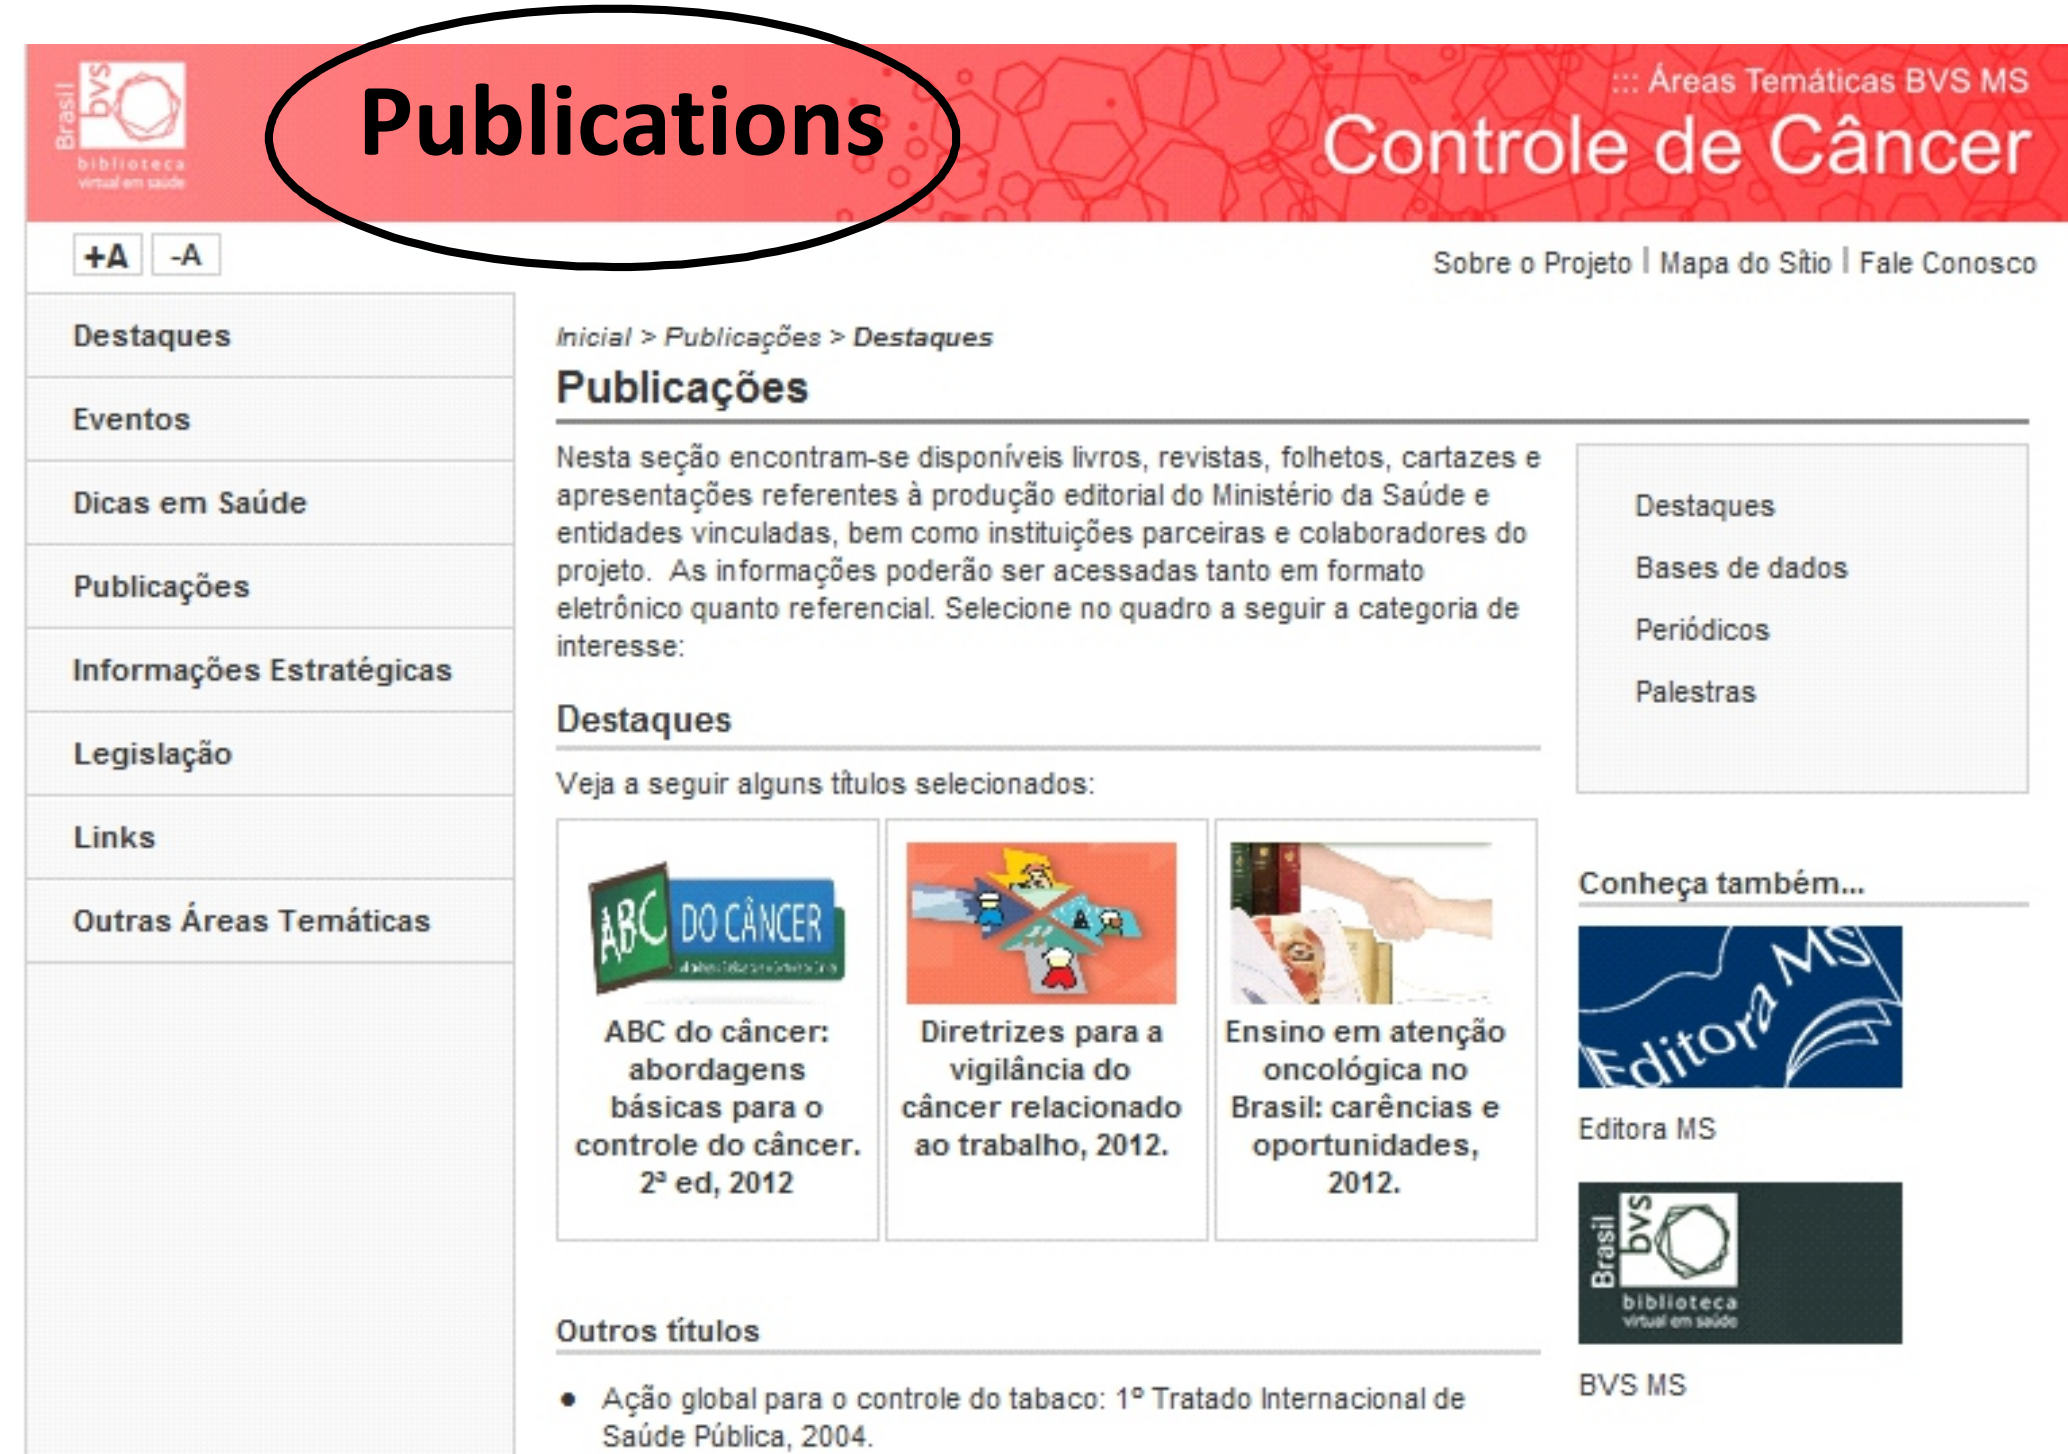 Brasil
bvs
biblioteca
virtual em saúde
Publications
::: Áreas Temáticas BVS MS
Controle de Câncer
+A -A
Sobre o Projeto | Mapa do Sítio | Fale Conosco
Destaques
Eventos
Dicas em Saúde
Publicações
Informações Estratégicas
Legislação
Links
Outras Áreas Temáticas
Inicial > Publicações > Destaques
Publicações
Nesta seção encontram-se disponíveis livros, revistas, folhetos, cartazes e
apresentações referentes à produção editorial do Ministério da Saúde e
entidades vinculadas, bem como instituições parceiras e colaboradores do
projeto. As informações poderão ser acessadas tanto em formato
eletrônico quanto referencial. Selecione no quadro a seguir a categoria de
interesse:
Destaques
Veja a seguir alguns títulos selecionados:
ABC DO CÂNCER
ABC do câncer:
abordagens
básicas para o
controle do câncer.
2ª ed, 2012
Diretrizes para a
vigilância do
câncer relacionado
ao trabalho, 2012.
Ensino em atenção
oncológica no
Brasil: carências e
oportunidades,
2012.
Outros títulos
● Ação global para o controle do tabaco: 1º Tratado Internacional de
Saúde Pública, 2004.
Destaques
Bases de dados
Periódicos
Palestras
Conheça também...
Editora MS
Editora MS
Brasil
bvs
biblioteca
virtual em saúde
BVS MS